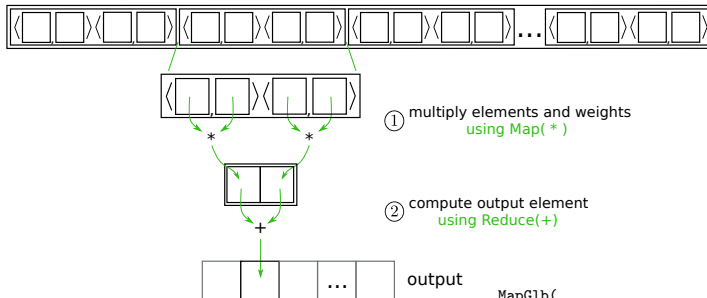 ...
① multiply elements and weights
using Map( * )
* *
② compute output element
using Reduce(+)
+
... output
MapGlb(